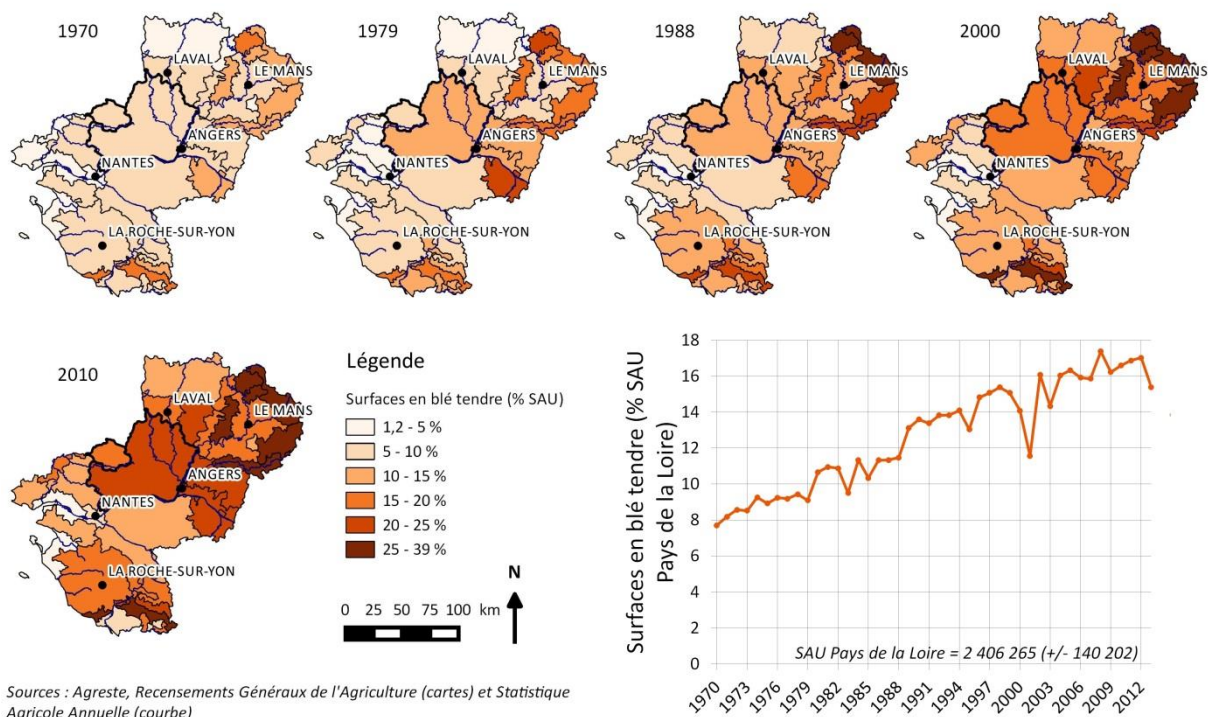 1970
LAVAL
LE MANS
ANGERS
NANTES
LA ROCHE-SUR-YON
1979
LAVAL
LE MANS
ANGERS
NANTES
LA ROCHE-SUR-YON
1988
LAVAL
LE MANS
ANGERS
NANTES
LA ROCHE-SUR-YON
2000
LAVAL
LE MANS
ANGERS
NANTES
LA ROCHE-SUR-YON
2010
LAVAL
LE MANS
ANGERS
NANTES
LA ROCHE-SUR-YON
Légende
Surfaces en blé tendre (% SAU)
1,2 - 5 %
5 - 10 %
10 - 15 %
15 - 20 %
20 - 25 %
25 - 39 %
N
0 25 50 75 100 km
Surfaces en blé tendre (% SAU
Pays de la Loire)
18
16
14
12
10
8
6
4
2
0
SAU Pays de la Loire = 2 406 265 (+/- 140 202)
1970 1973 1976 1979 1982 1985 1988 1991 1994 1997 2000 2003 2006 2009 2012
Sources : Agreste, Recensements Généraux de l'Agriculture (cartes) et Statistique
Agricole Annuelle (courbe)